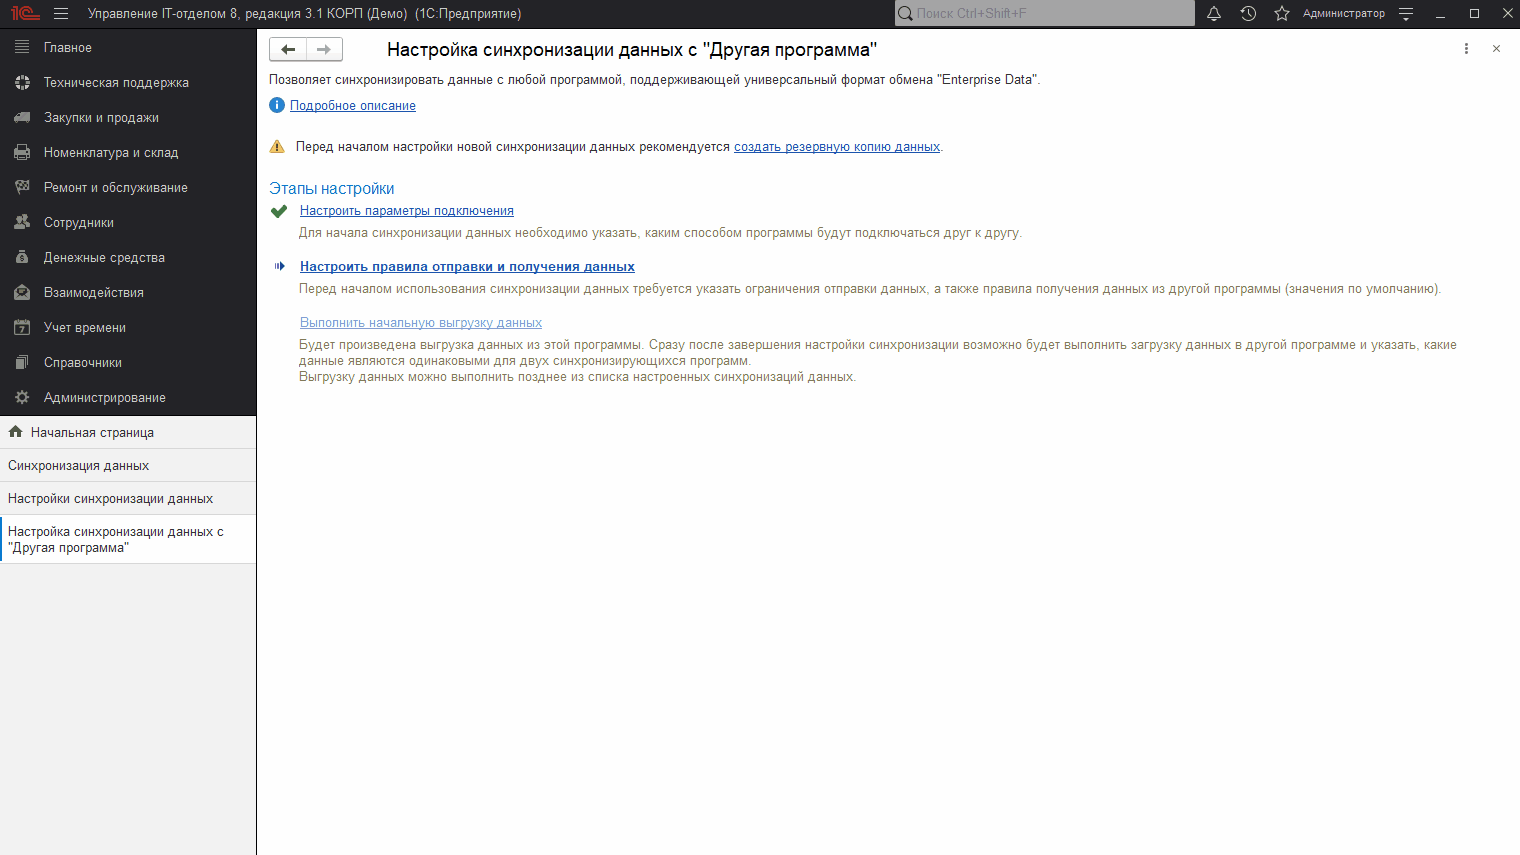 1С
Управление IT-отделом 8, редакция 3.1 КОРП (Демо) (1С:Предприятие)
Поиск Ctrl+Shift+F
Администратор
Главное
Техническая поддержка
Закупки и продажи
Номенклатура и склад
Ремонт и обслуживание
Сотрудники
Денежные средства
Взаимодействия
Учет времени
Справочники
Администрирование
Начальная страница
Синхронизация данных
Настройки синхронизации данных
Настройка синхронизации данных с
"Другая программа"
Настройка синхронизации данных с "Другая программа"
Позволяет синхронизировать данные с любой программой, поддерживающей универсальный формат обмена "Enterprise Data".
Подробное описание
Перед началом настройки новой синхронизации данных рекомендуется создать резервную копию данных.
Этапы настройки
Настроить параметры подключения
Для начала синхронизации данных необходимо указать, каким способом программы будут подключаться друг к другу.
Настроить правила отправки и получения данных
Перед началом использования синхронизации данных требуется указать ограничения отправки данных, а также правила получения данных из другой программы (значения по умолчанию).
Выполнить начальную выгрузку данных
Будет произведена выгрузка данных из этой программы. Сразу после завершения настройки синхронизации возможно будет выполнить загрузку данных в другой программе и указать, какие
данные являются одинаковыми для двух синхронизирующихся программ.
Выгрузку данных можно выполнить позднее из списка настроенных синхронизаций данных.